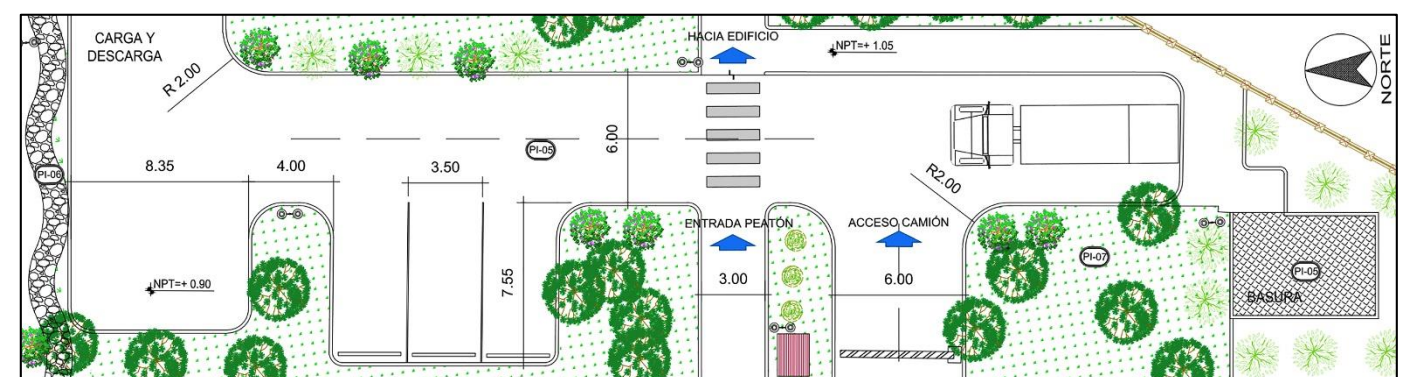 CARGA Y
DESCARGA
HACIA EDIFICIO
NPT=+ 1.05
NORTE
R 2.00
PI-05
6.00
PI-06
8.35
4.00
3.50
R2.00
ENTRADA PEATÓN
ACCESO CAMIÓN
PI-07
PI-05
7.55
3.00
6.00
NPT=+ 0.90
BASURA